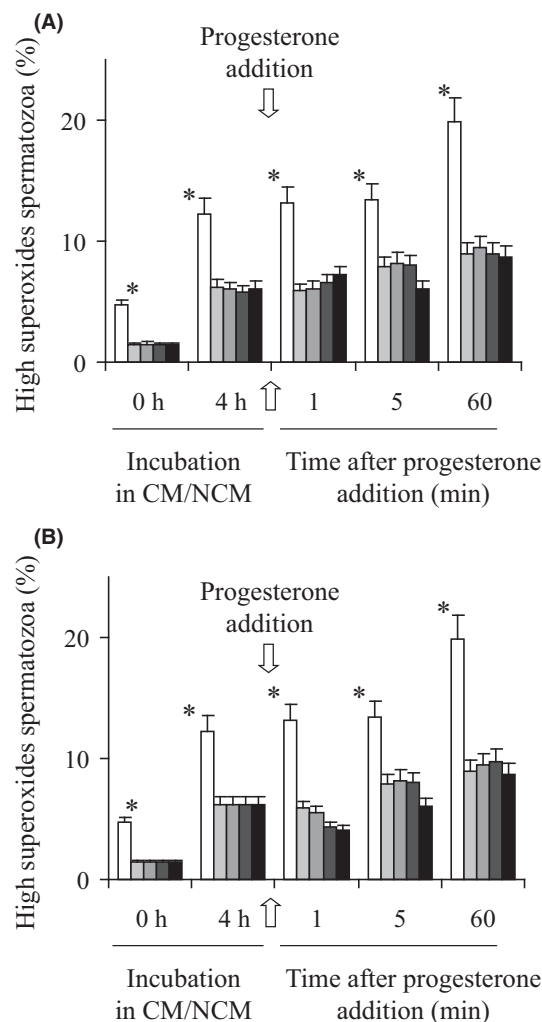 (A)
Progesterone
addition
High superoxides spermatozoa (%)
20
10
0
*
*
*
*
*
0 h 4 h 1 5 60
Incubation
in CM/NCM
Time after progesterone
addition (min)
(B)
Progesterone
addition
High superoxides spermatozoa (%)
20
10
0
*
*
*
*
*
0 h 4 h 1 5 60
Incubation
in CM/NCM
Time after progesterone
addition (min)